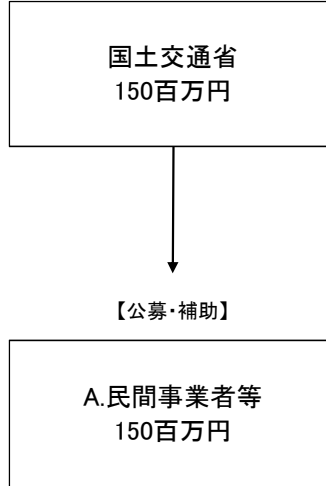 国土交通省
150百万円
【公募・補助】
A.民間事業者等
150百万円